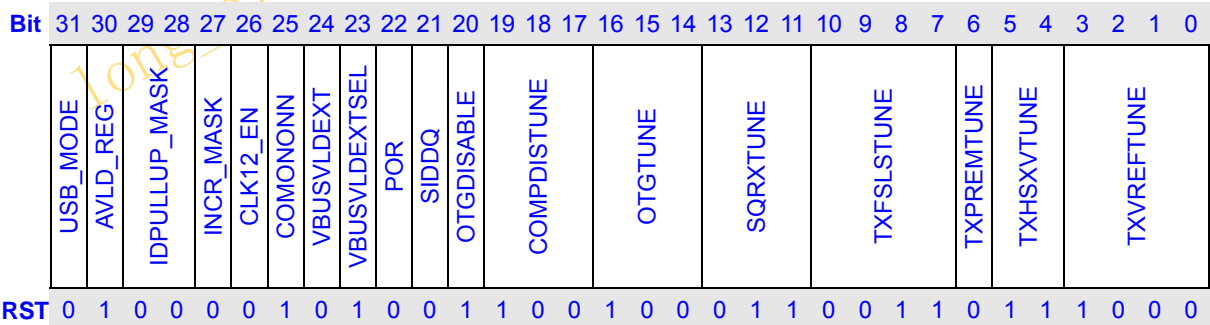 Bit 31 30 29 28 27 26 25 24 23 22 21 20 19 18 17 16 15 14 13 12 11 10 9 8 7 6 5 4 3 2 1 0
USB_MODE
AVLD_REG
IDPULLUP_MASK
INCR_MASK
CLK12_EN
COMONONN
VBUSVLDEXT
VBUSVLDEXTSEL
POR
SIDDQ
OTGDISABLE
COMPDISTUNE
OTGTUNE
SQRXTUNE
TXFSLSTUNE
TXPREMTUNE
TXHSXVTUNE
TXVREFTUNE
RST 0 1 0 0 0 0 1 0 1 0 0 1 1 0 0 1 0 0 0 1 1 0 0 1 1 0 1 1 1 0 0 0
long_